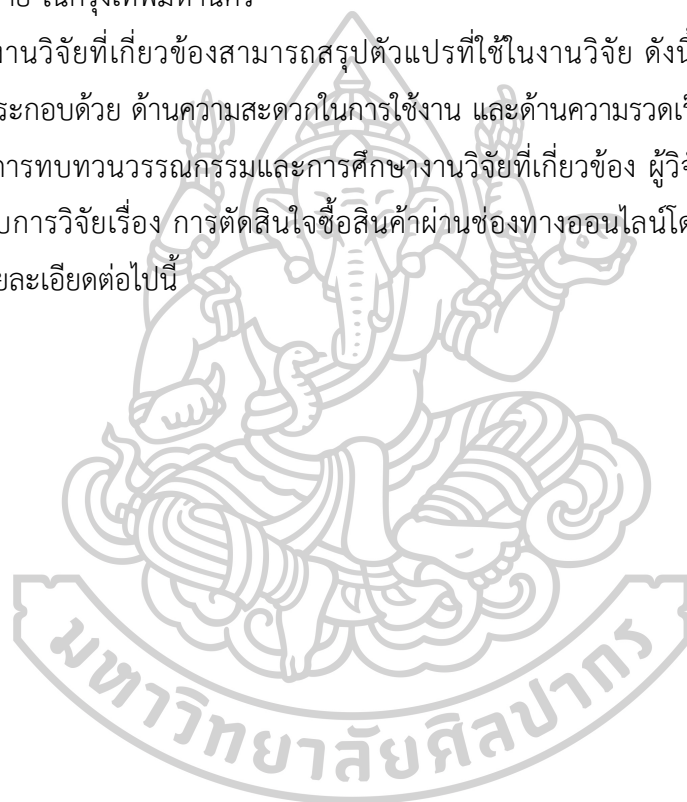 ในกรุงเทพมหานคร
งานวิจัยที่เกี่ยวข้องสามารถสรุปตัวแปรที่ใช้ในงานวิจัย ดังนี้
ระกอบด้วย ด้านความสะดวกในการใช้งาน และด้านความรวดเ
การทบทวนวรรณกรรมและการศึกษางานวิจัยที่เกี่ยวข้อง ผู้วิจ
บการวิจัยเรื่อง การตัดสินใจซื้อสินค้าผ่านช่องทางออนไลน์โด
ยละเอียดต่อไปนี้
มหาวิทยาลัยศิลปากร